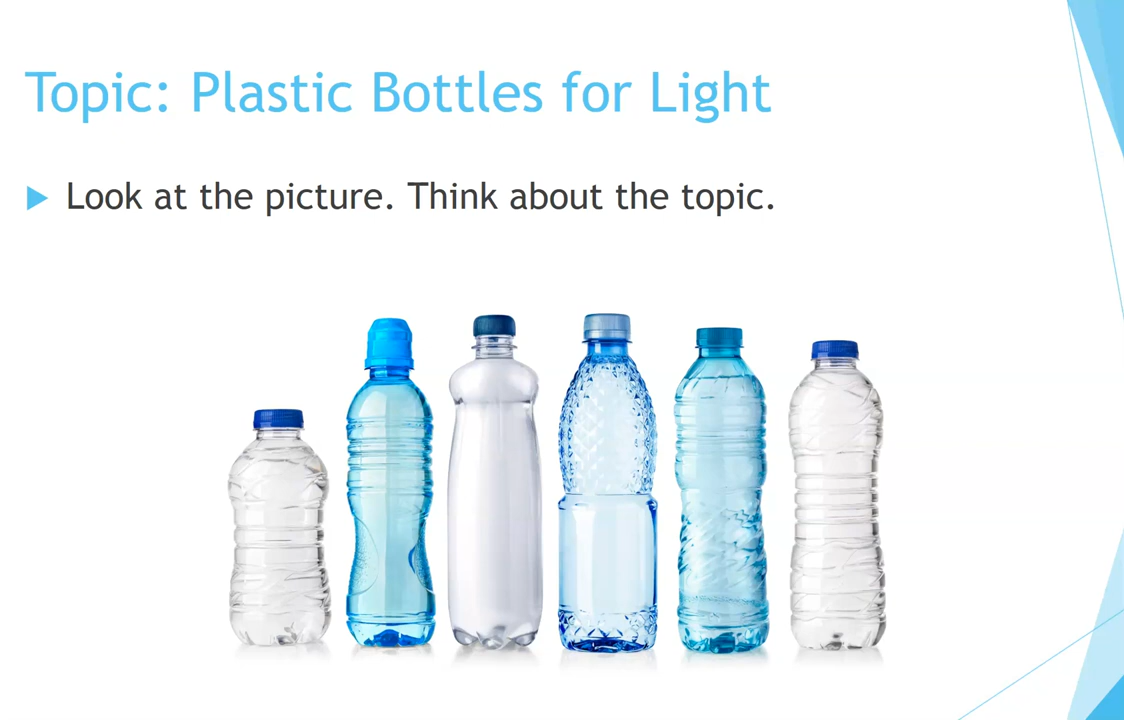 Topic: Plastic Bottles for Light
Look at the picture. Think about the topic.